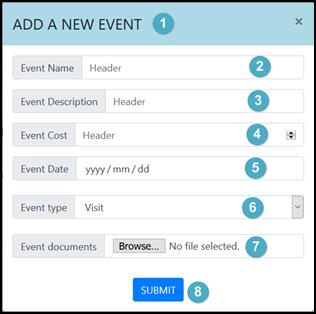 ADD A NEW EVENT 1 ×
Event Name Header 2
Event Description Header 3
Event Cost Header 4
Event Date yyyy / mm / dd 5
Event type Visit 6
Event documents Browse... No file selected. 7
SUBMIT 8